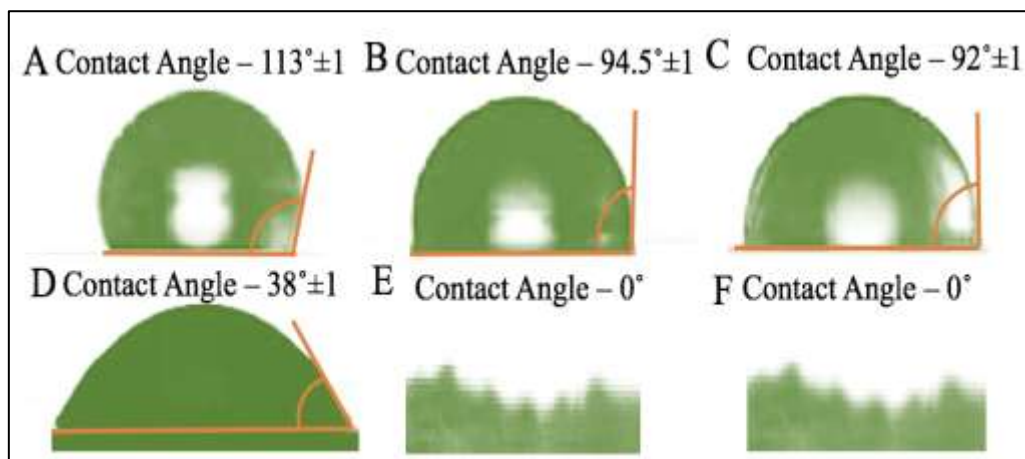 A Contact Angle – 113°±1
B Contact Angle – 94.5°±1
C Contact Angle – 92°±1
D Contact Angle – 38°±1
E Contact Angle – 0°
F Contact Angle – 0°